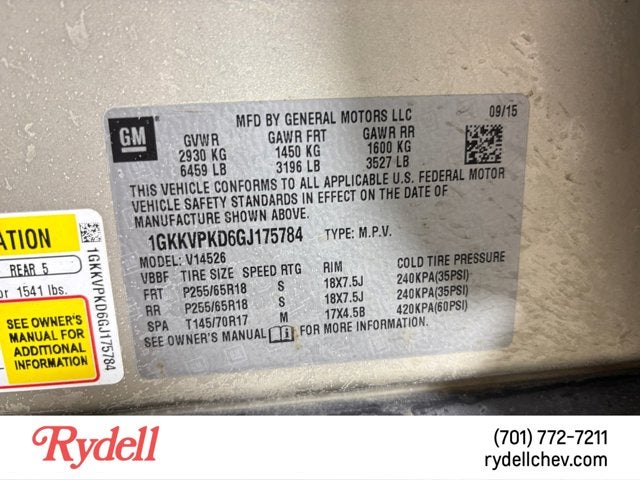 MFD BY GENERAL MOTORS LLC 09/15
GM
GVWR GAWR FRT GAWR RR
2930 KG 1450 KG 1600 KG
6459 LB 3196 LB 3527 LB
THIS VEHICLE CONFORMS TO ALL APPLICABLE U.S. FEDERAL MOTOR
VEHICLE SAFETY STANDARDS IN EFFECT ON THE DATE OF
MANUFACTURE SHOWN ABOVE.
1GKKVPKD6GJ175784 TYPE: M.P.V.
MODEL: V14526
VBBF TIRE SIZE SPEED RTG RIM COLD TIRE PRESSURE
FRT P255/65R18 S 18X7.5J 240KPA(35PSI)
RR P255/65R18 S 18X7.5J 240KPA(35PSI)
SPA T145/70R17 M 17X4.5B 420KPA(60PSI)
SEE OWNER'S MANUAL FOR MORE INFORMATION.
ATION
REAR 5
or 1541 lbs.
SEE OWNER'S
MANUAL FOR
ADDITIONAL
INFORMATION
1GKKVPKD6GJ175784
Rydell
(701) 772-7211
rydellchev.com